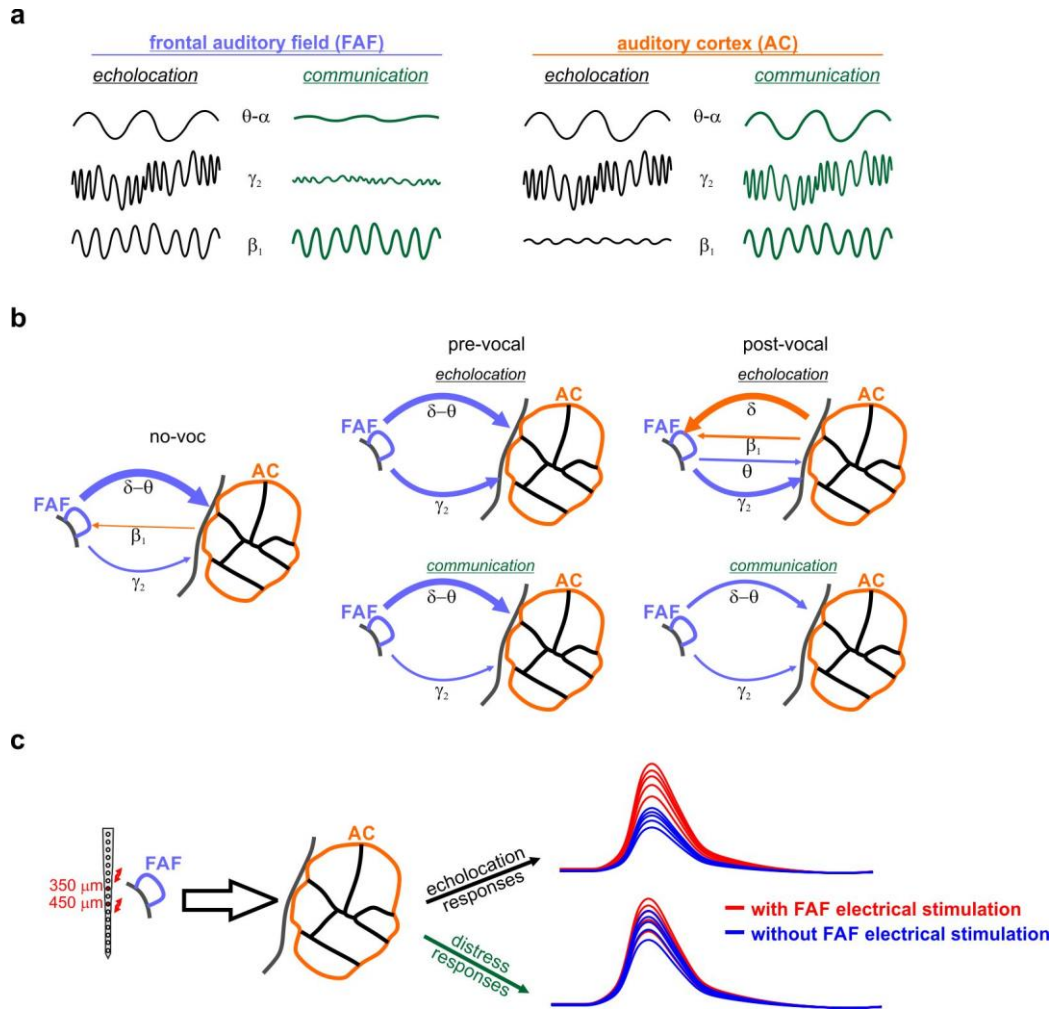 a
frontal auditory field (FAF)
auditory cortex (AC)
echolocation
communication
echolocation
communication
θ-α
θ-α
γ₂
γ₂
β₁
β₁
b
pre-vocal
post-vocal
echolocation
echolocation
no-voc
FAF
AC
δ−θ
β₁
γ₂
FAF
AC
δ−θ
γ₂
FAF
AC
δ
β₁
θ
γ₂
communication
communication
FAF
AC
δ−θ
γ₂
FAF
AC
δ−θ
γ₂
c
350 μm
450 μm
FAF
AC
echolocation
responses
distress
responses
with FAF electrical stimulation
without FAF electrical stimulation